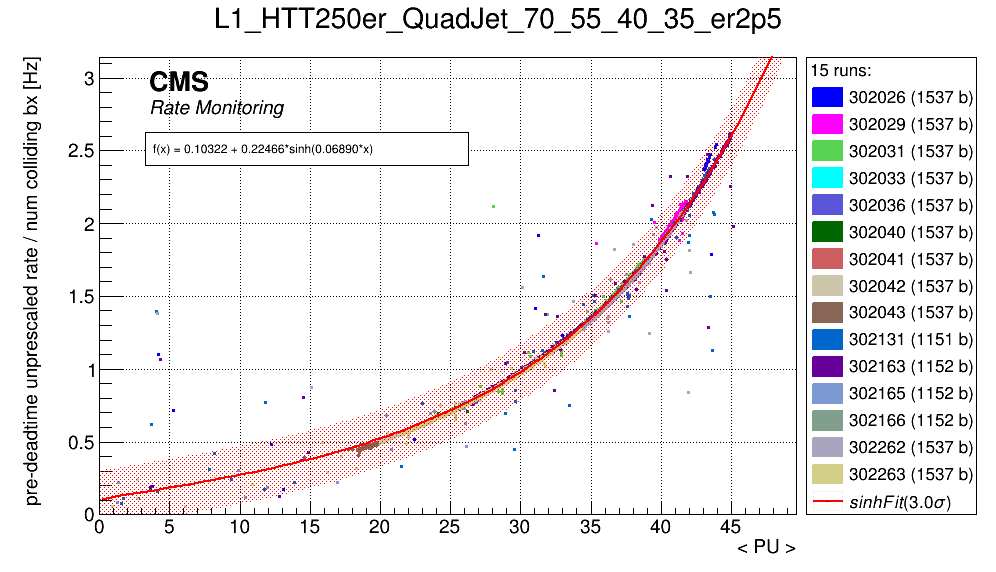 L1_HTT250er_QuadJet_70_55_40_35_er2p5
pre-deadtime unprescaled rate / num colliding bx [Hz]
CMS
Rate Monitoring
f(x) = 0.10322 + 0.22466*sinh(0.06890*x)
3
2.5
2
1.5
1
0.5
0
0 5 10 15 20 25 30 35 40 45
< PU >
15 runs:
302026 (1537 b)
302029 (1537 b)
302031 (1537 b)
302033 (1537 b)
302036 (1537 b)
302040 (1537 b)
302041 (1537 b)
302042 (1537 b)
302043 (1537 b)
302131 (1151 b)
302163 (1152 b)
302165 (1152 b)
302166 (1152 b)
302262 (1537 b)
302263 (1537 b)
sinhFit(3.0σ)